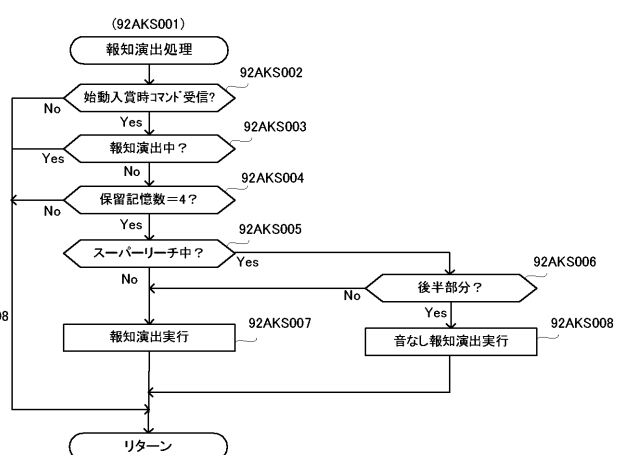 (92AKS001)
報知演出処理
92AKS002
始動入賞時コマンド受信?
No
Yes
92AKS003
報知演出中？
Yes
No
92AKS004
保留記憶数＝4？
No
Yes
92AKS005
スーパーリーチ中？
Yes
No
92AKS006
後半部分？
No
Yes
92AKS007
報知演出実行
92AKS008
音なし報知演出実行
08
リターン